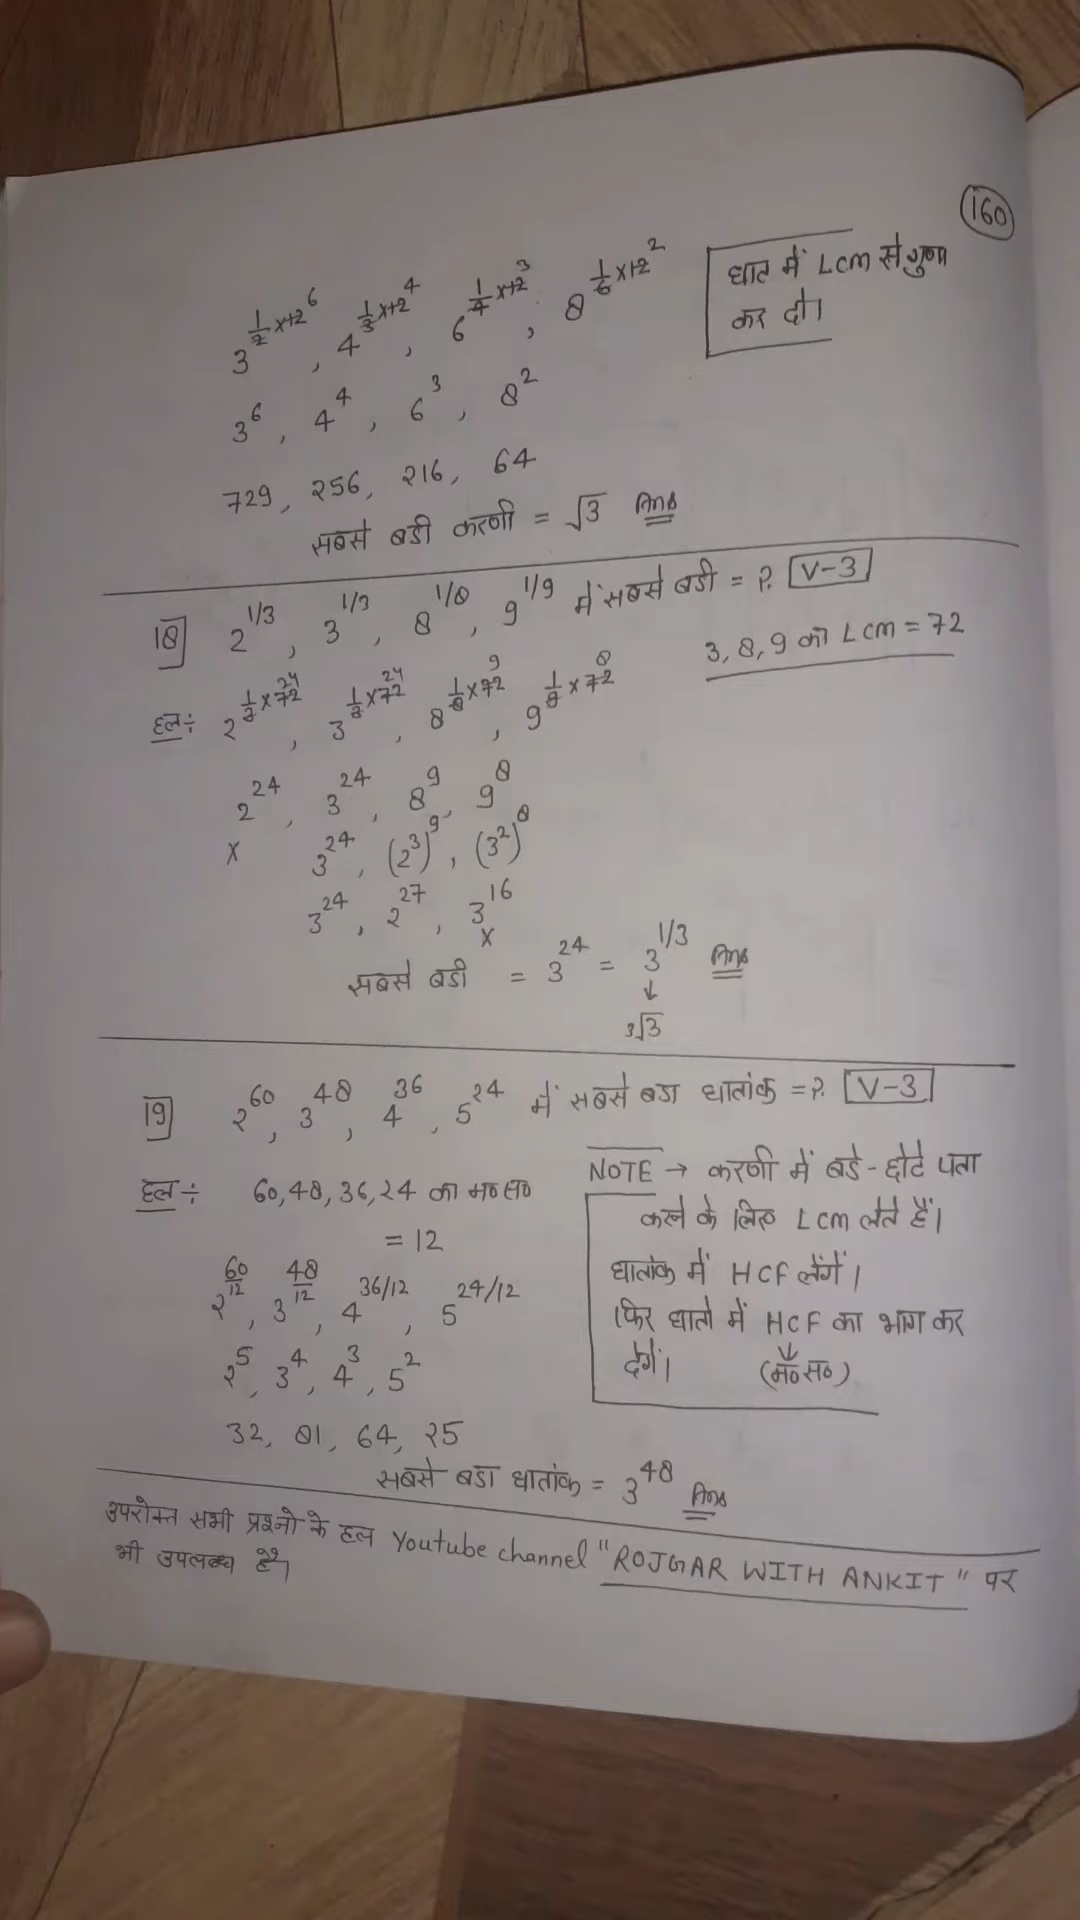 160
3^{1/2×12^6}, 4^{1/3×12^4}, 6^{1/4×12^3}, 8^{1/6×12^2}
घात में LCM से गुणा
कर दो।
3^6, 4^4, 6^3, 8^2
729, 256, 216, 64
सबसे बडी करणी = √3 Ans
18] 2^{1/3}, 3^{1/3}, 8^{1/8}, 9^{1/9} में सबसे बडी = ?. V-3
3, 8, 9 का LCM = 72
हल÷ 2^{1/3×72^24}, 3^{1/3×72^24}, 8^{1/8×72^9}, 9^{1/9×72^8}
2^24, 3^24, 8^9, 9^8
× 3^24, (2^3)^9, (3^2)^8
3^24, 2^27, 3^16
×
सबसे बडी = 3^24 = 3^{1/3} Ans
↓
3√3
19] 2^60, 3^48, 4^36, 5^24 में सबसे बडा घातांक = ?. V-3
हल÷ 60, 48, 36, 24 का म० स०
= 12
2^{60/12}, 3^{48/12}, 4^{36/12}, 5^{24/12}
2^5, 3^4, 4^3, 5^2
32, 81, 64, 25
NOTE → करणी में बडे - छोटे पता
करने के लिए LCM लेते हैं।
घातांक में HCF लेंगें।
फिर घातो में HCF का भाग कर
देगें। ↓ (म० स०)
सबसे बडा घातांक = 3^48 Ans
उपरोक्त सभी प्रश्नो के हल Youtube channel "ROJGAR WITH ANKIT" पर
भी उपलब्ध है।